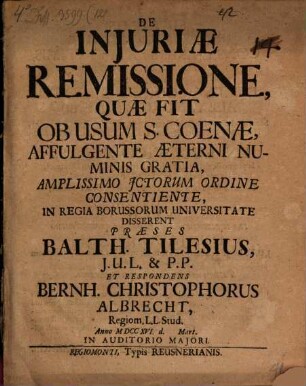 DE
INJURIÆ
REMISSIONE,
QUÆ FIT
OB USUM S. COENÆ,
AFFULGENTE ÆTERNI NU-
MINIS GRATIA,
AMPLISSIMO JCTORUM ORDINE
CONSENTIENTE,
IN REGIA BORUSSORUM UNIVERSITATE
DISSERENT
PRÆSES
BALTH. TILESIUS,
J.U.L. & P.P.
ET RESPONDENS
BERNH. CHRISTOPHORUS
ALBRECHT,
Regiom, L.L. Stud.
Anno MDCCXVI. d. Mart.
IN AUDITORIO MAJORI.
REGIOMONTI, Typis REUSNERIANIS.